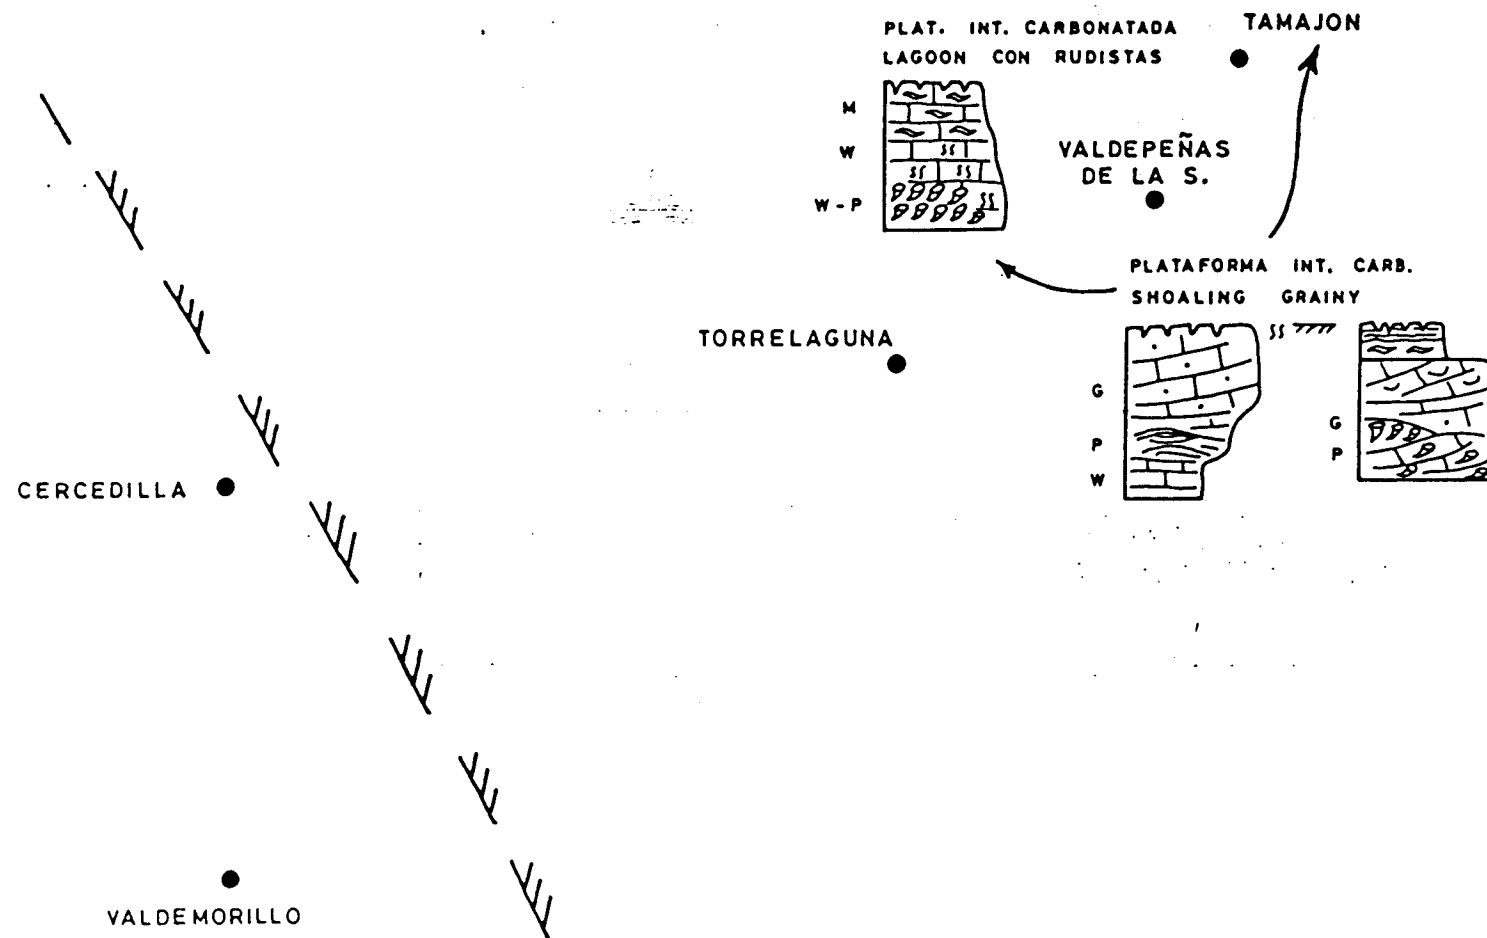 PLAT. INT. CARBONATADA
LAGOON CON RUDISTAS
TAMAJON
M
W
W - P
VALDEPEÑAS
DE LA S.
PLATAFORMA INT. CARB.
SHOALING GRAINY
TORRELAGUNA
G
P
W
G
P
CERCEDILLA
VALDEMORILLO